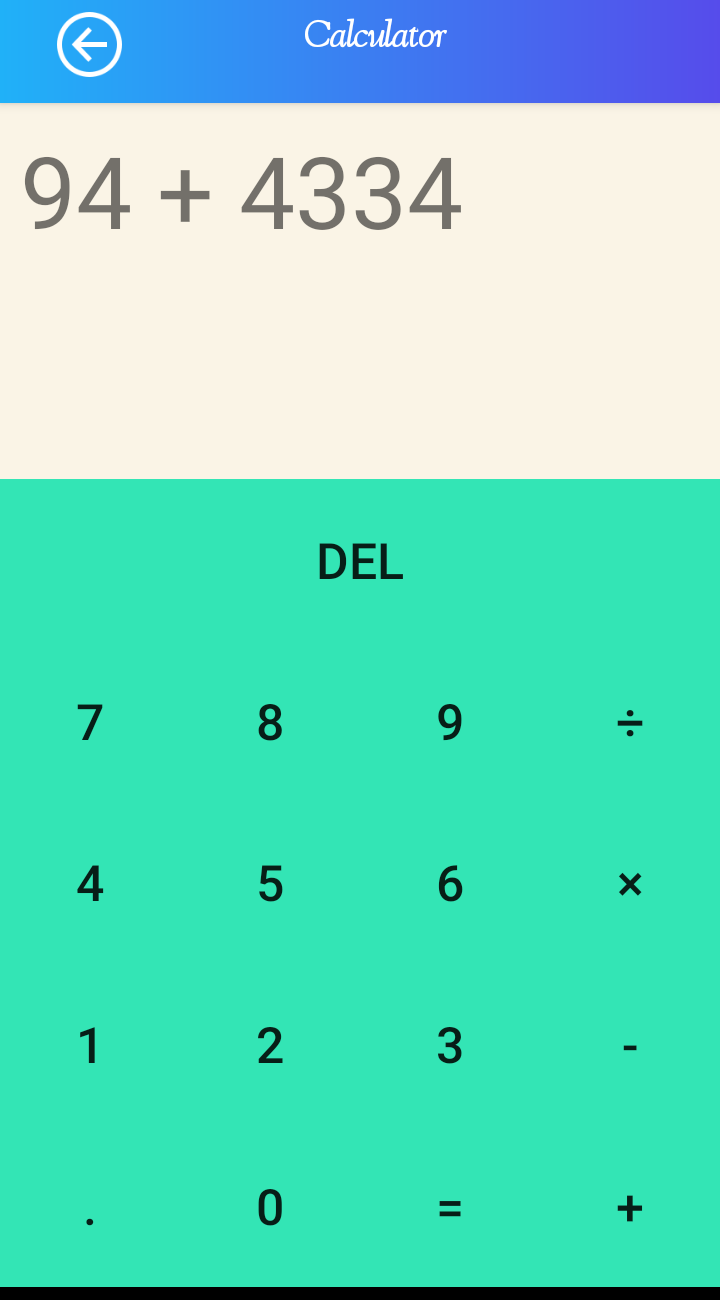 Calculator
94 + 4334
DEL
7 8 9 ÷
4 5 6 ×
1 2 3 -
. 0 = +